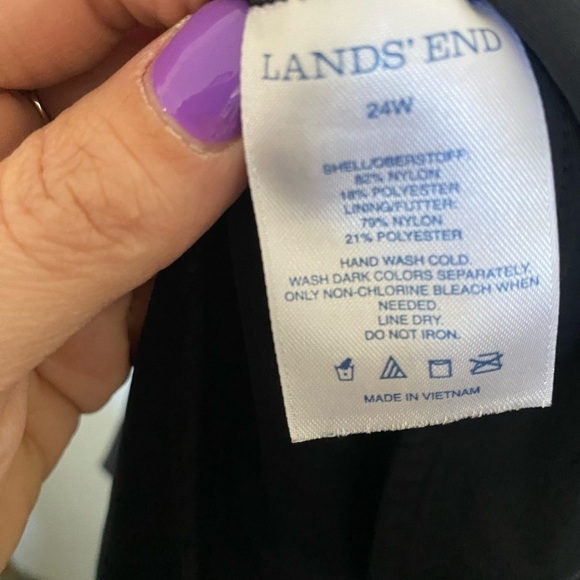 LANDS' END
24W
SHELL/OBERSTOFF:
82% NYLON
18% POLYESTER
LINING/FUTTER:
79% NYLON
21% POLYESTER
HAND WASH COLD.
WASH DARK COLORS SEPARATELY.
ONLY NON-CHLORINE BLEACH WHEN
NEEDED.
LINE DRY.
DO NOT IRON.
MADE IN VIETNAM